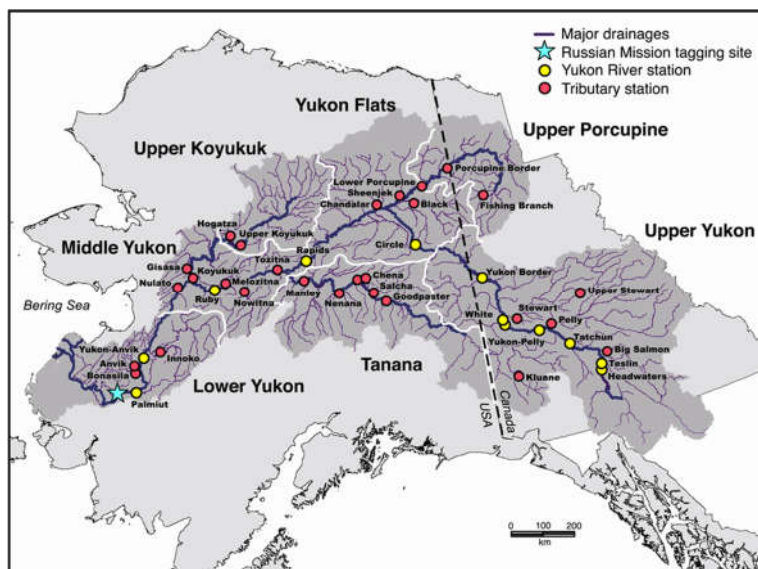 Major drainages
Russian Mission tagging site
Yukon River station
Tributary station
Yukon Flats
Upper Porcupine
Upper Koyukuk
Porcupine Border
Lower Porcupine
Sheenjek
Chandalar
Black
Fishing Branch
Hogatza
Upper Koyukuk
Upper Yukon
Middle Yukon
Circle
Rapids
Tozitna
Gisasa
Koyukuk
Melozitna
Chena
Yukon Border
Nulato
Ruby
Nowitna
Manley
Salcha
Nenana
Goodpaster
Upper Stewart
Bering Sea
Stewart
White
Pelly
Yukon-Pelly
Tatchun
Yukon-Anvik
Innoko
Anvik
Bonasila
Tanana
Big Salmon
Teslin
Headwaters
Kluane
Lower Yukon
Paimiut
Canada
USA
0 100 200
km